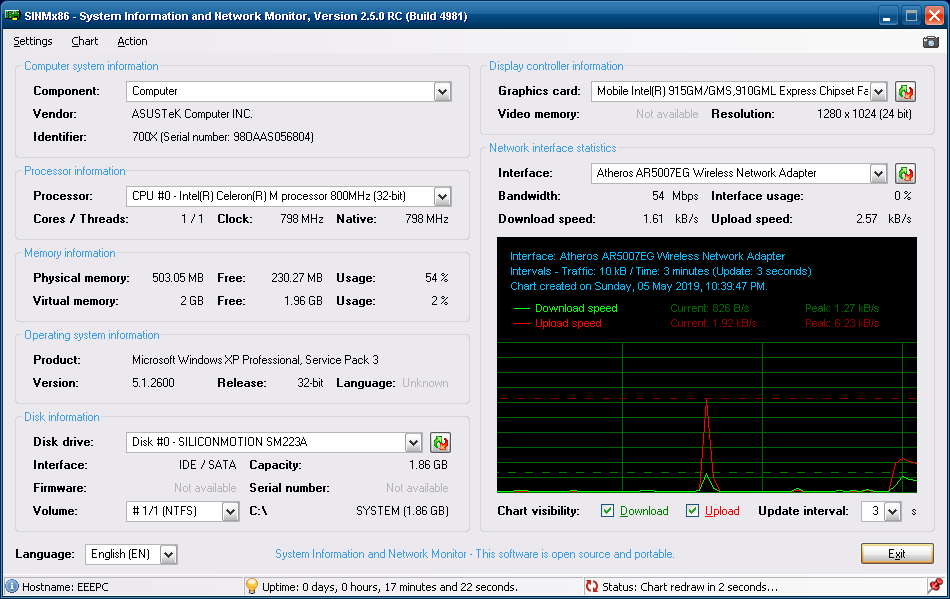 SINMx86 - System Information and Network Monitor, Version 2.5.0 RC (Build 4981)
Settings Chart Action
Computer system information
Component: Computer
Vendor: ASUSTeK Computer INC.
Identifier: 700X (Serial number: 980AAS056804)
Processor information
Processor: CPU #0 - Intel(R) Celeron(R) M processor 800MHz (32-bit)
Cores / Threads: 1 / 1 Clock: 798 MHz Native: 798 MHz
Memory information
Physical memory: 503.05 MB Free: 230.27 MB Usage: 54 %
Virtual memory: 2 GB Free: 1.96 GB Usage: 2 %
Operating system information
Product: Microsoft Windows XP Professional, Service Pack 3
Version: 5.1.2600 Release: 32-bit Language: Unknown
Disk information
Disk drive: Disk #0 - SILICONMOTION SM223A
Interface: IDE / SATA Capacity: 1.86 GB
Firmware: Not available Serial number: Not available
Volume: # 1/1 (NTFS) C:\ SYSTEM (1.86 GB)
Display controller information
Graphics card: Mobile Intel(R) 915GM/GMS,910GML Express Chipset Fa
Video memory: Not available Resolution: 1280 x 1024 (24 bit)
Network interface statistics
Interface: Atheros AR5007EG Wireless Network Adapter
Bandwidth: 54 Mbps Interface usage: 0 %
Download speed: 1.61 kB/s Upload speed: 2.57 kB/s
Interface: Atheros AR5007EG Wireless Network Adapter
Intervals - Traffic: 10 kB / Time: 3 minutes (Update: 3 seconds)
Chart created on Sunday, 05 May 2019, 10:39:47 PM.
Download speed Current: 826 B/s Peak: 1.27 kB/s
Upload speed Current: 1.92 kB/s Peak: 6.23 kB/s
Chart visibility: Download Upload Update interval: 3 s
Language: English (EN) System Information and Network Monitor - This software is open source and portable. Exit
Hostname: EEEPC Uptime: 0 days, 0 hours, 17 minutes and 22 seconds. Status: Chart redraw in 2 seconds...